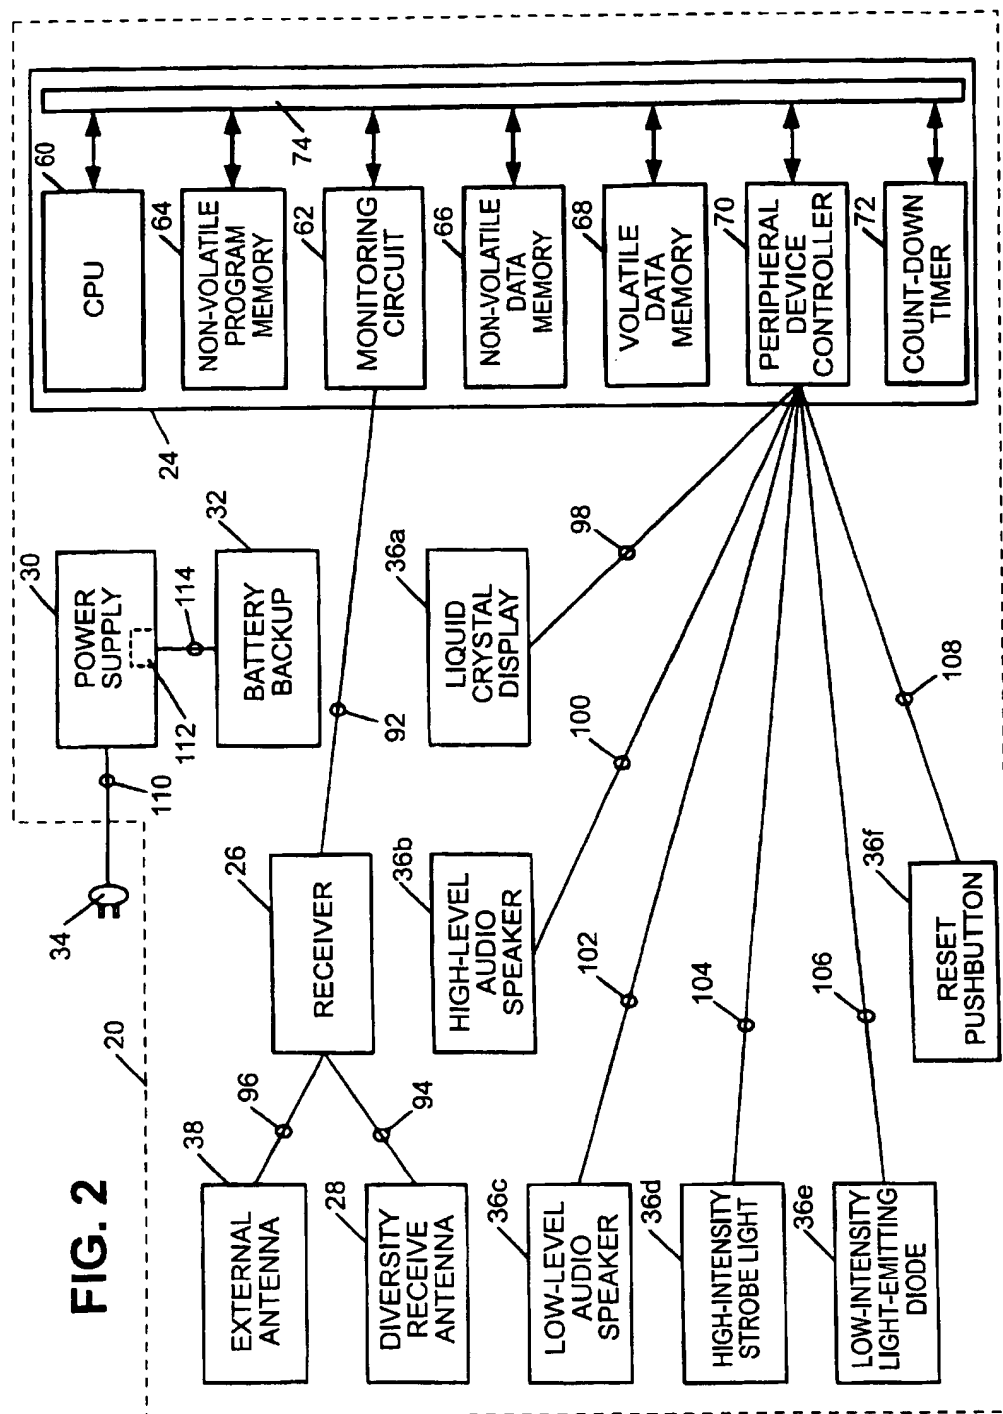 FIG. 2
20
34
110
30
POWER
SUPPLY
112
114
32
BATTERY
BACKUP
24
60
CPU
64
NON-VOLATILE
PROGRAM
MEMORY
74
62
MONITORING
CIRCUIT
66
NON-VOLATILE
DATA
MEMORY
68
VOLATILE
DATA
MEMORY
70
PERIPHERAL
DEVICE
CONTROLLER
72
COUNT-DOWN
TIMER
38
EXTERNAL
ANTENNA
96
28
DIVERSITY
RECEIVE
ANTENNA
94
26
RECEIVER
92
36a
LIQUID
CRYSTAL
DISPLAY
98
36b
HIGH-LEVEL
AUDIO
SPEAKER
100
36c
LOW-LEVEL
AUDIO
SPEAKER
102
36d
HIGH-INTENSITY
STROBE LIGHT
104
36e
LOW-INTENSITY
LIGHT-EMITTING
DIODE
106
36f
RESET
PUSHBUTTON
108